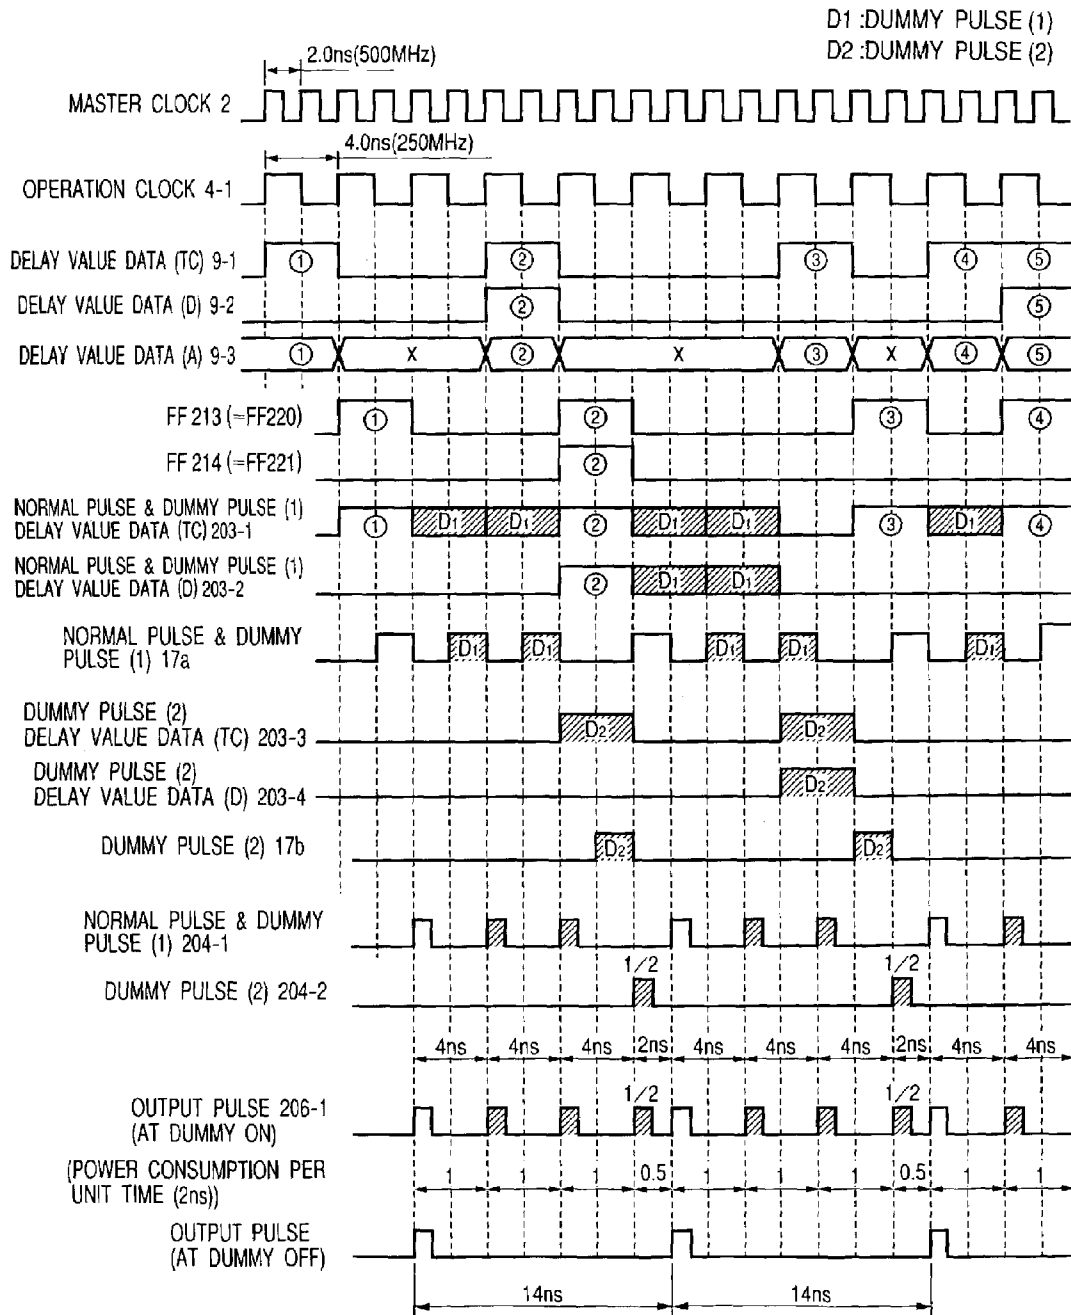 D1 :DUMMY PULSE (1)
D2 :DUMMY PULSE (2)
2.0ns(500MHz)
MASTER CLOCK 2
4.0ns(250MHz)
OPERATION CLOCK 4-1
DELAY VALUE DATA (TC) 9-1 ① ② ③ ④ ⑤
DELAY VALUE DATA (D) 9-2 ② ⑤
DELAY VALUE DATA (A) 9-3 ① X ② X ③ X ④ ⑤
FF 213 (=FF220) ① ② ③ ④
FF 214 (=FF221) ②
NORMAL PULSE & DUMMY PULSE (1)
DELAY VALUE DATA (TC) 203-1 ① D1 D1 ② D1 D1 ③ D1 ④
NORMAL PULSE & DUMMY PULSE (1)
DELAY VALUE DATA (D) 203-2 ② D1 D1
NORMAL PULSE & DUMMY
PULSE (1) 17a D1 D1 D1 D1 D1
DUMMY PULSE (2)
DELAY VALUE DATA (TC) 203-3 D2 D2
DUMMY PULSE (2)
DELAY VALUE DATA (D) 203-4 D2
DUMMY PULSE (2) 17b D2 D2
NORMAL PULSE & DUMMY
PULSE (1) 204-1
1/2 1/2
DUMMY PULSE (2) 204-2
4ns 4ns 4ns 2ns 4ns 4ns 4ns 2ns 4ns 4ns
1/2 1/2
OUTPUT PULSE 206-1
(AT DUMMY ON)
(POWER CONSUMPTION PER
UNIT TIME (2ns)) 1 1 1 0.5 1 1 1 0.5 1 1
OUTPUT PULSE
(AT DUMMY OFF)
14ns 14ns